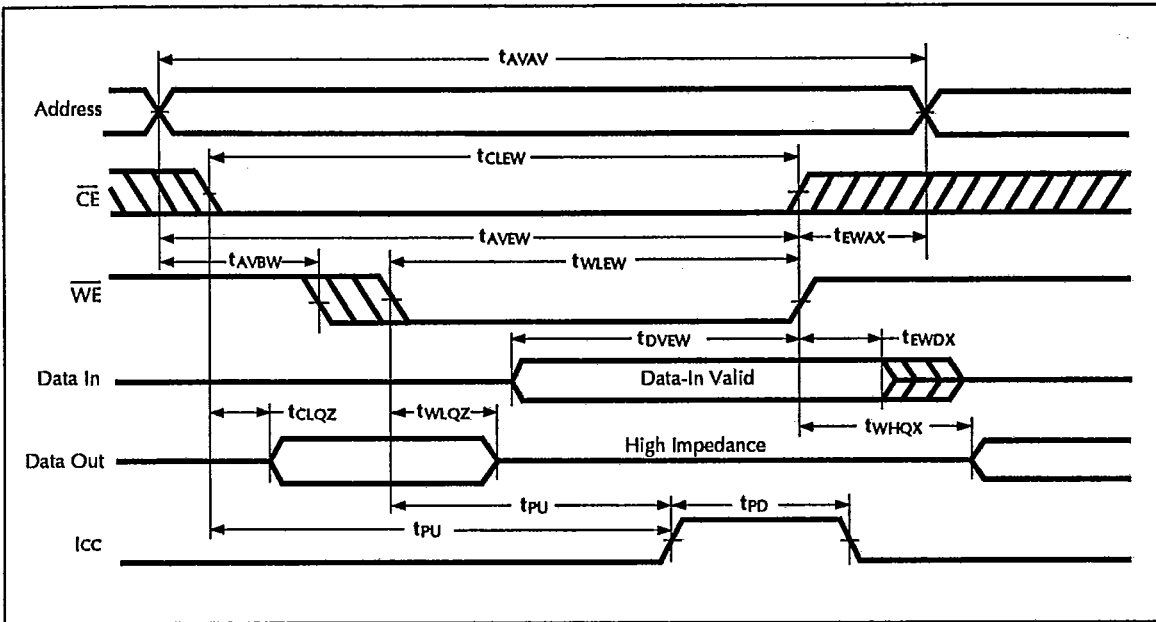 tAVAV
Address
tCLEW
CE
tAVEW
tEWAX
tAVBW
tWLEW
WE
tDVEW
tEWDX
Data In
Data-In Valid
tCLQZ
tWLQZ
tWHQX
Data Out
High Impedance
tPU
tPD
tPU
Icc